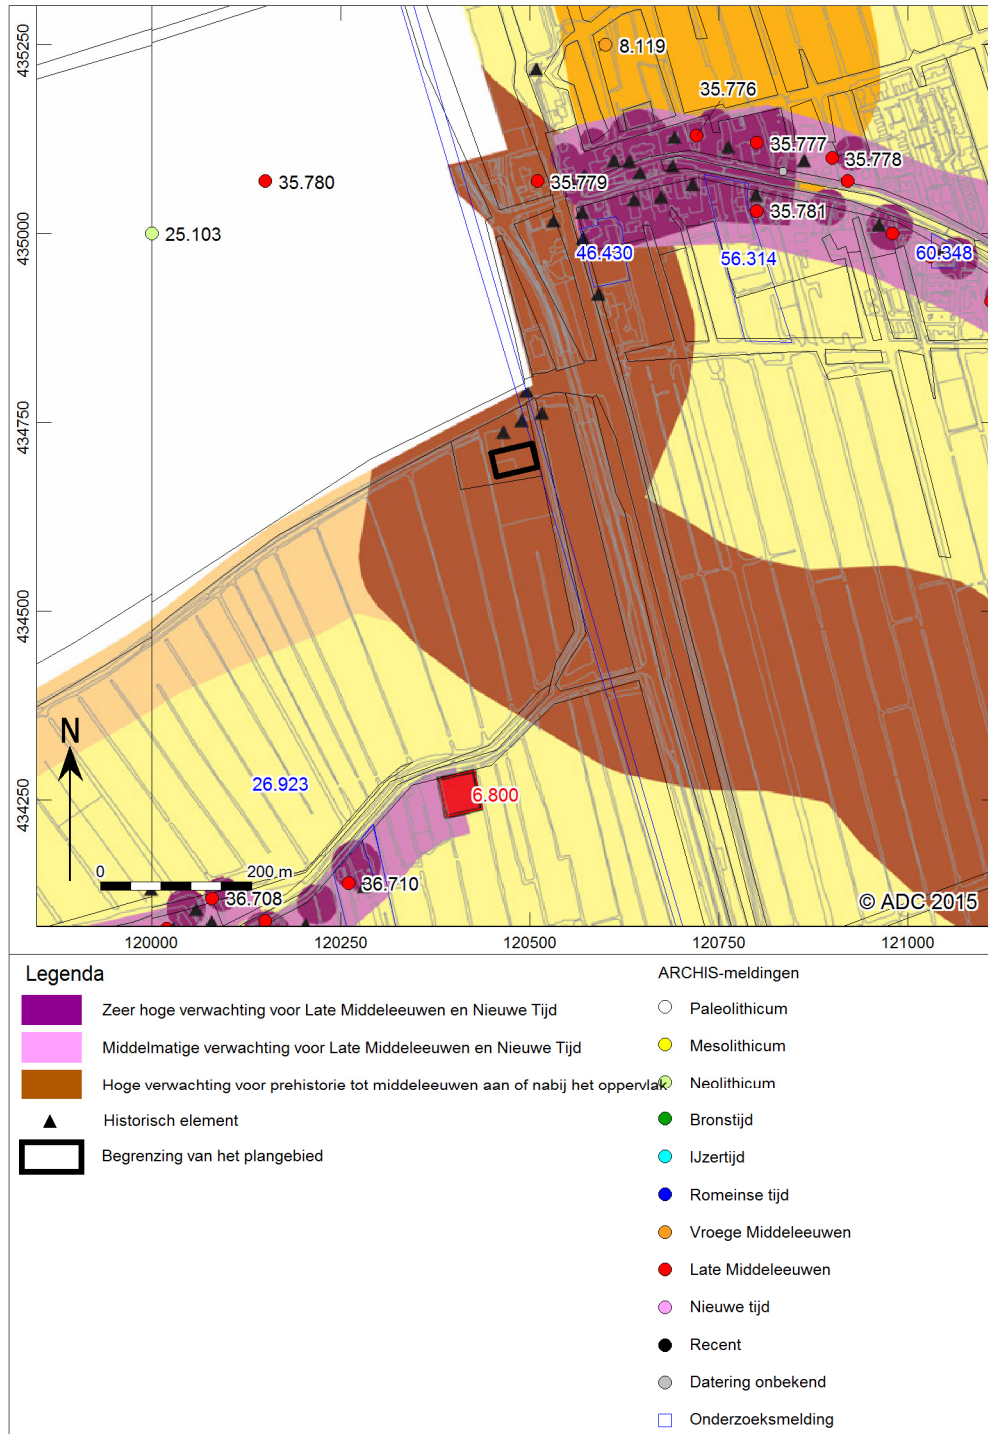 435250
435000
434750
434500
434250
8.119
35.776
35.777
35.778
35.780
35.779
35.781
25.103
46.430
56.314
60.348
N
26.923
6.800
0 200 m
36.708
36.710
© ADC 2015
120000 120250 120500 120750 121000
Legenda
Zeer hoge verwachting voor Late Middeleeuwen en Nieuwe Tijd
Middelmatige verwachting voor Late Middeleeuwen en Nieuwe Tijd
Hoge verwachting voor prehistorie tot middeleeuwen aan of nabij het oppervlak
Historisch element
Begrenzing van het plangebied
ARCHIS-meldingen
Paleolithicum
Mesolithicum
Neolithicum
Bronstijd
IJzertijd
Romeinse tijd
Vroege Middeleeuwen
Late Middeleeuwen
Nieuwe tijd
Recent
Datering onbekend
Onderzoeksmelding